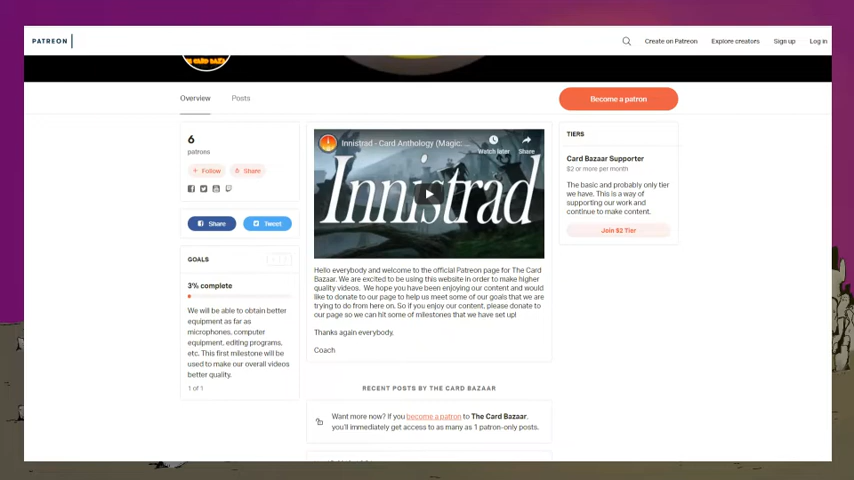 PATREON
Create on Patreon
Explore creators
Sign up
Log in
Overview
Posts
Become a patron
6
patrons
Follow
Share
Share
Tweet
GOALS
3% complete
We will be able to obtain better
equipment as far as
microphones, computer
equipment, editing programs,
etc. This first milestone will be
used to make our overall videos
better quality.
1 of 1
Innistrad - Card Anthology (Magic: ...
Watch later
Share
Innistrad
Hello everybody and welcome to the official Patreon page for The Card
Bazaar. We are excited to be using this website in order to make higher
quality videos. We hope you have been enjoying our content and would
like to donate to our page to help us meet some of our goals that we are
trying to do from here on. So if you enjoy our content, please donate to
our page so we can hit some of milestones that we have set up!
Thanks again everybody.
Coach
RECENT POSTS BY THE CARD BAZAAR
Want more now? If you become a patron to The Card Bazaar,
you'll immediately get access to as many as 1 patron-only posts.
TIERS
Card Bazaar Supporter
$2 or more per month
The basic and probably only tier
we have. This is a way of
supporting our work and
continue to make content.
Join $2 Tier